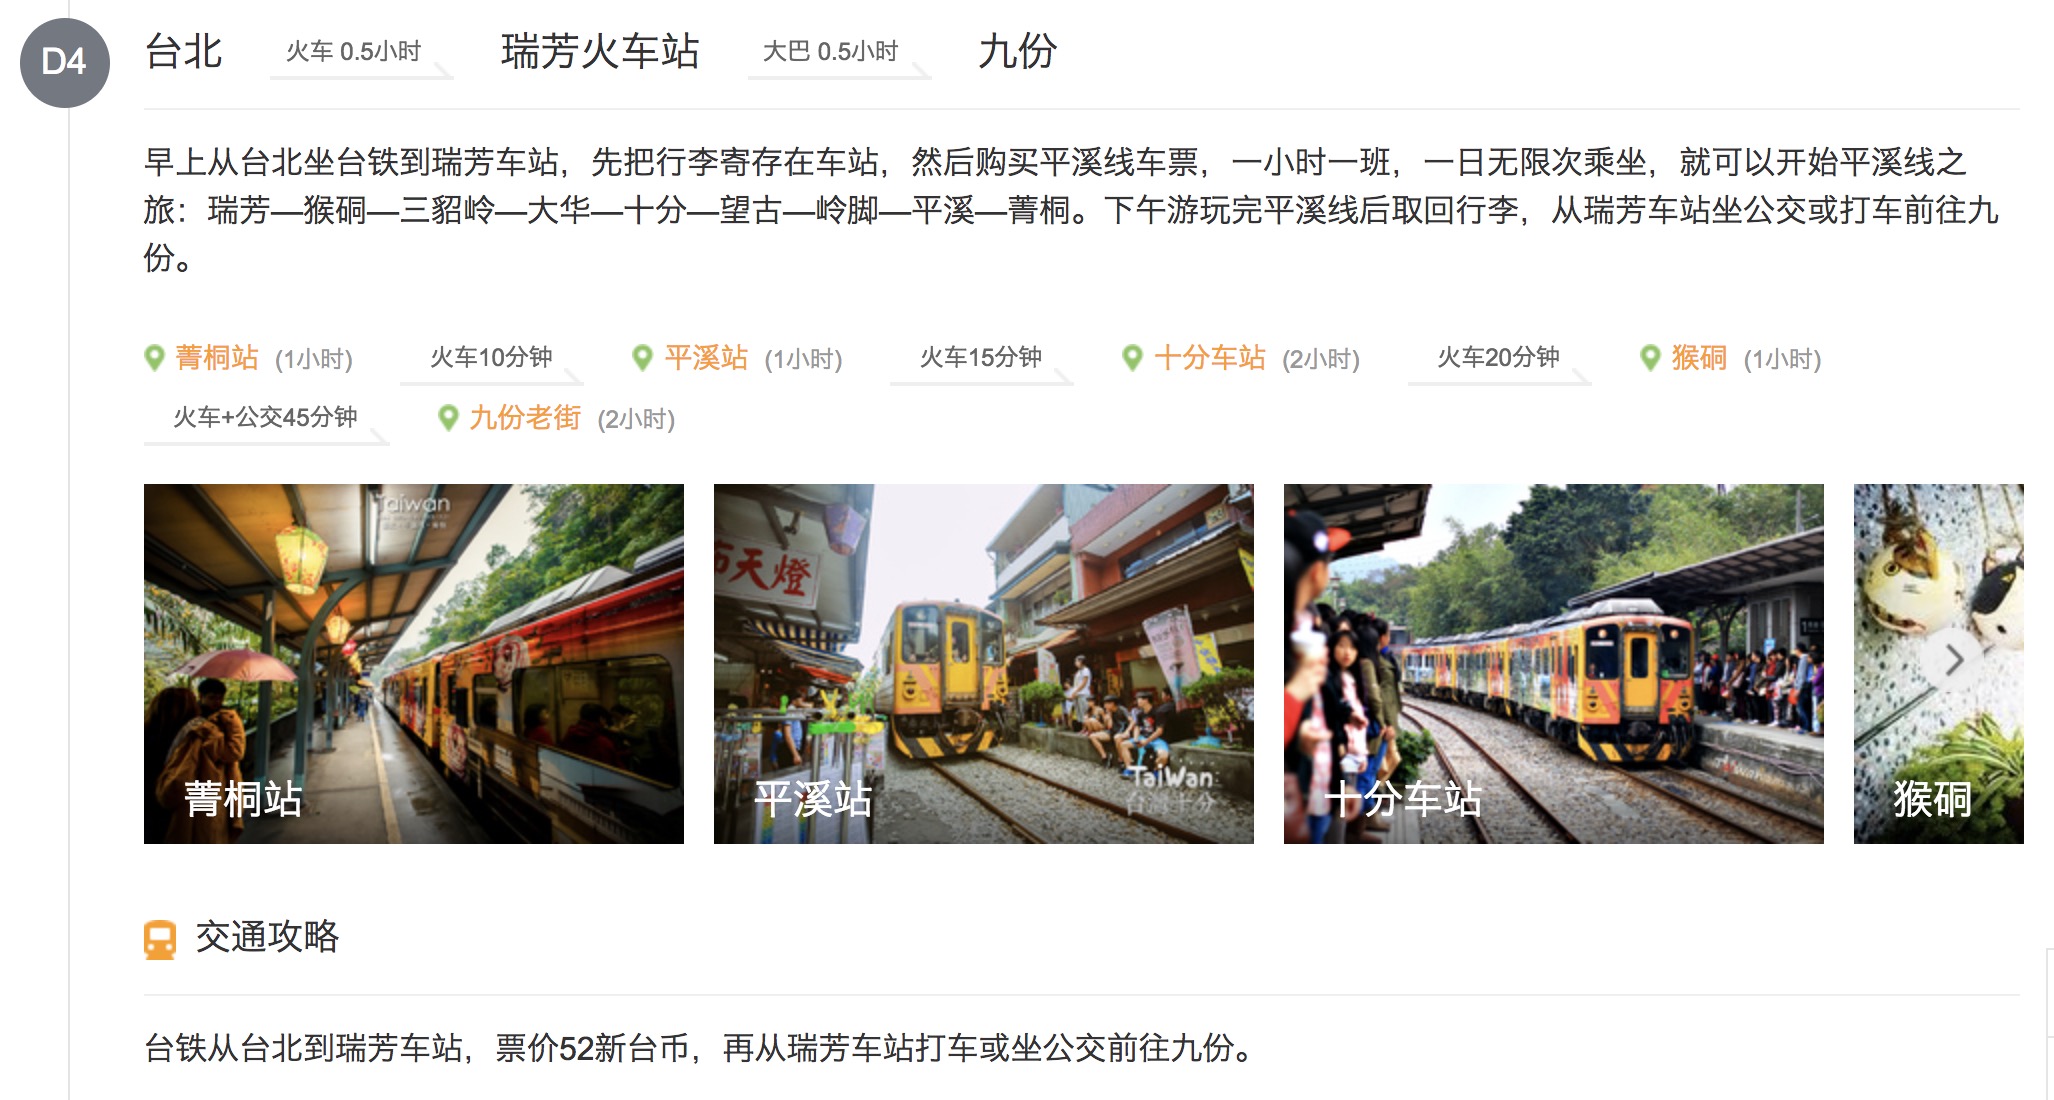 D4
台北 火车 0.5小时 瑞芳火车站 大巴 0.5小时 九份
早上从台北坐台铁到瑞芳车站，先把行李寄存在车站，然后购买平溪线车票，一小时一班，一日无限次乘坐，就可以开始平溪线之
旅：瑞芳—猴硐—三貂岭—大华—十分—望古—岭脚—平溪—菁桐。下午游玩完平溪线后取回行李，从瑞芳车站坐公交或打车前往九
份。
菁桐站 (1小时) 火车10分钟 平溪站 (1小时) 火车15分钟 十分车站 (2小时) 火车20分钟 猴硐 (1小时)
火车+公交45分钟 九份老街 (2小时)
Taiwan
天燈
TaiWan
台灣十分
菁桐站
平溪站
十分车站
猴硐
交通攻略
台铁从台北到瑞芳车站，票价52新台币，再从瑞芳车站打车或坐公交前往九份。